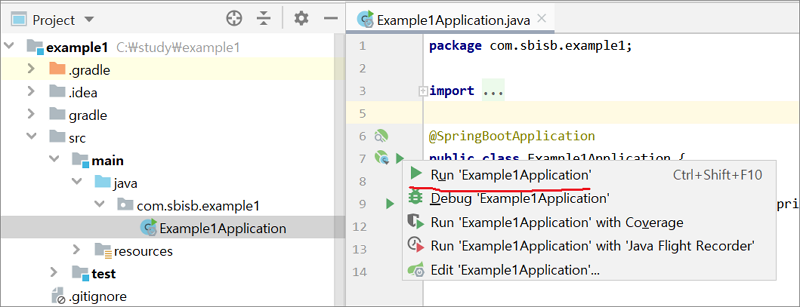 Project
example1 C:₩study₩example1
.gradle
.idea
gradle
src
main
java
com.sbisb.example1
Example1Application
resources
test
.gitignore
Example1Application.java
1 package com.sbisb.example1;
2
3 import ...
5
6 @SpringBootApplication
7 public class Example1Application {
8
9 pri
12
13
14
Run 'Example1Application' Ctrl+Shift+F10
Debug 'Example1Application'
Run 'Example1Application' with Coverage
Run 'Example1Application' with 'Java Flight Recorder'
Edit 'Example1Application'...